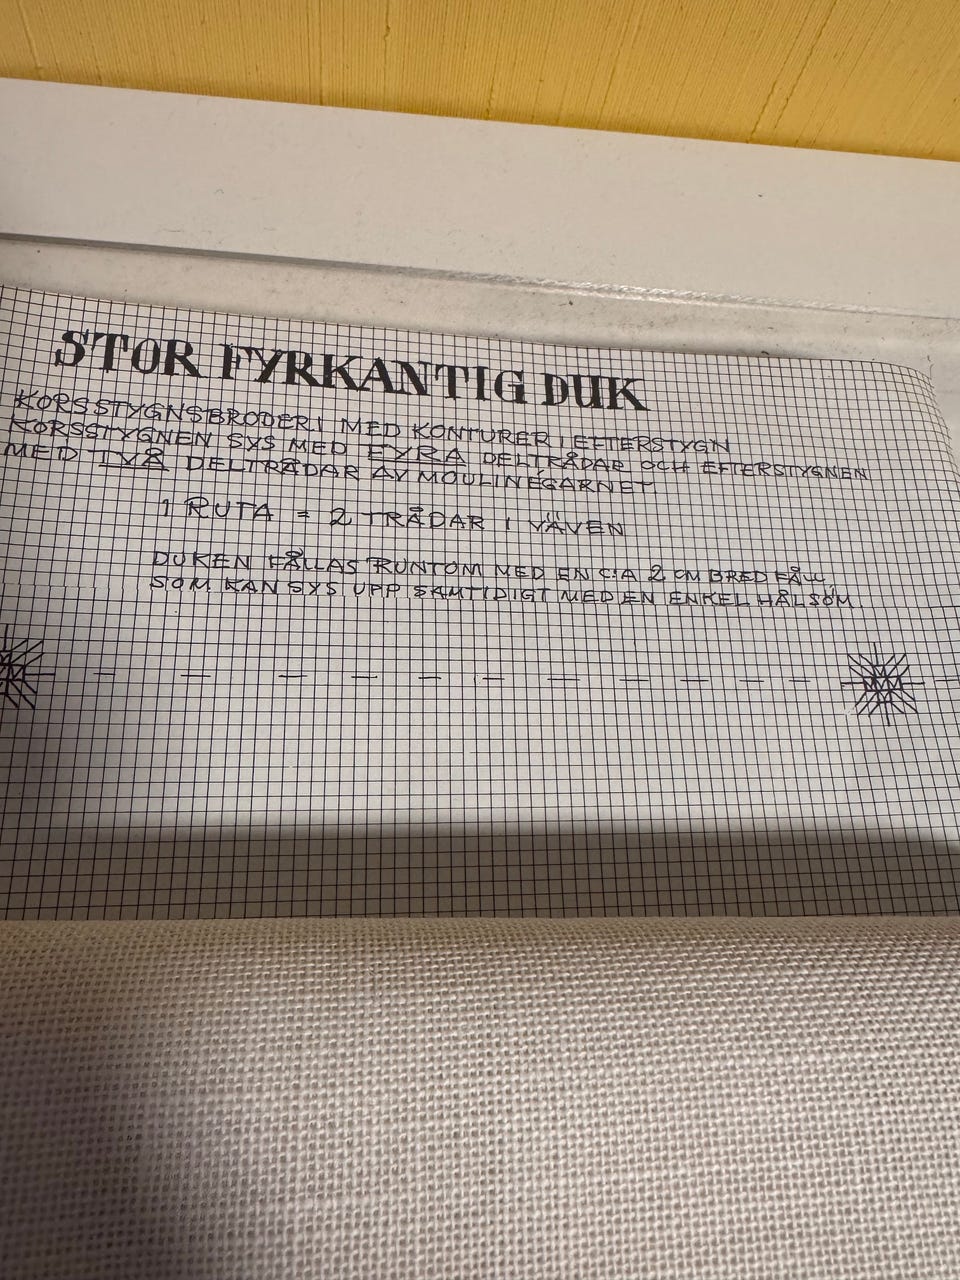 STOR FYRKANTIG DUK
KORSSTYGNSBRODERI MED KONTURER I EFTERSTYGN
KORSSTYGNEN SYS MED FYRA DELTRÅDAR OCH EFTERSTYGNEN
MED TVÅ DELTRÅDAR AV MOULINÉGARNET.
1 RUTA = 2 TRÅDAR I VÄVEN
DUKEN FÅLLAS RUNTOM MED EN C:A 2 CM BRED FÅLL,
SOM KAN SYS UPP SAMTIDIGT MED EN ENKEL HÅLSÖM.